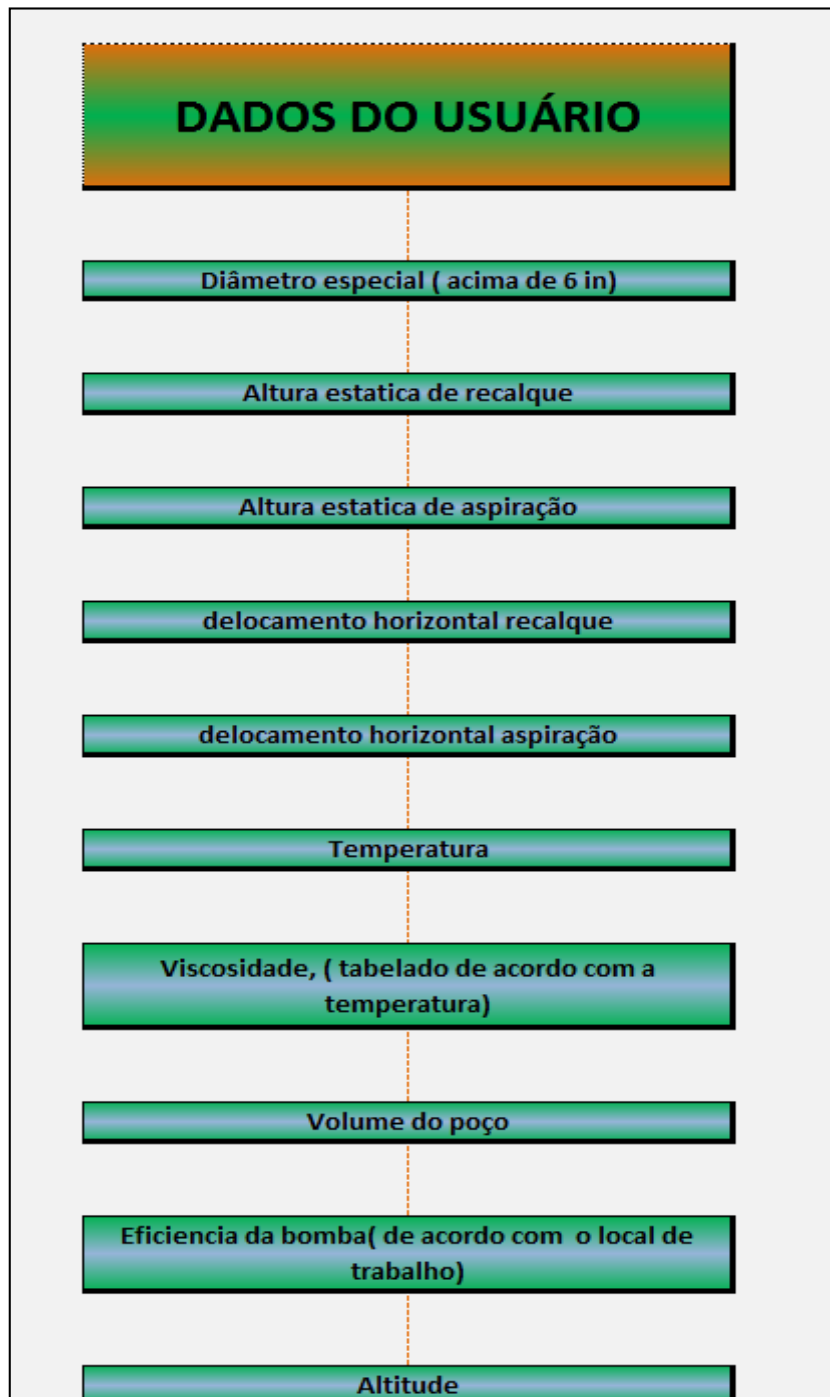 DADOS DO USUÁRIO
Diâmetro especial ( acima de 6 in)
Altura estatica de recalque
Altura estatica de aspiração
delocamento horizontal recalque
delocamento horizontal aspiração
Temperatura
Viscosidade, ( tabelado de acordo com a
temperatura)
Volume do poço
Eficiencia da bomba( de acordo com  o local de
trabalho)
Altitude